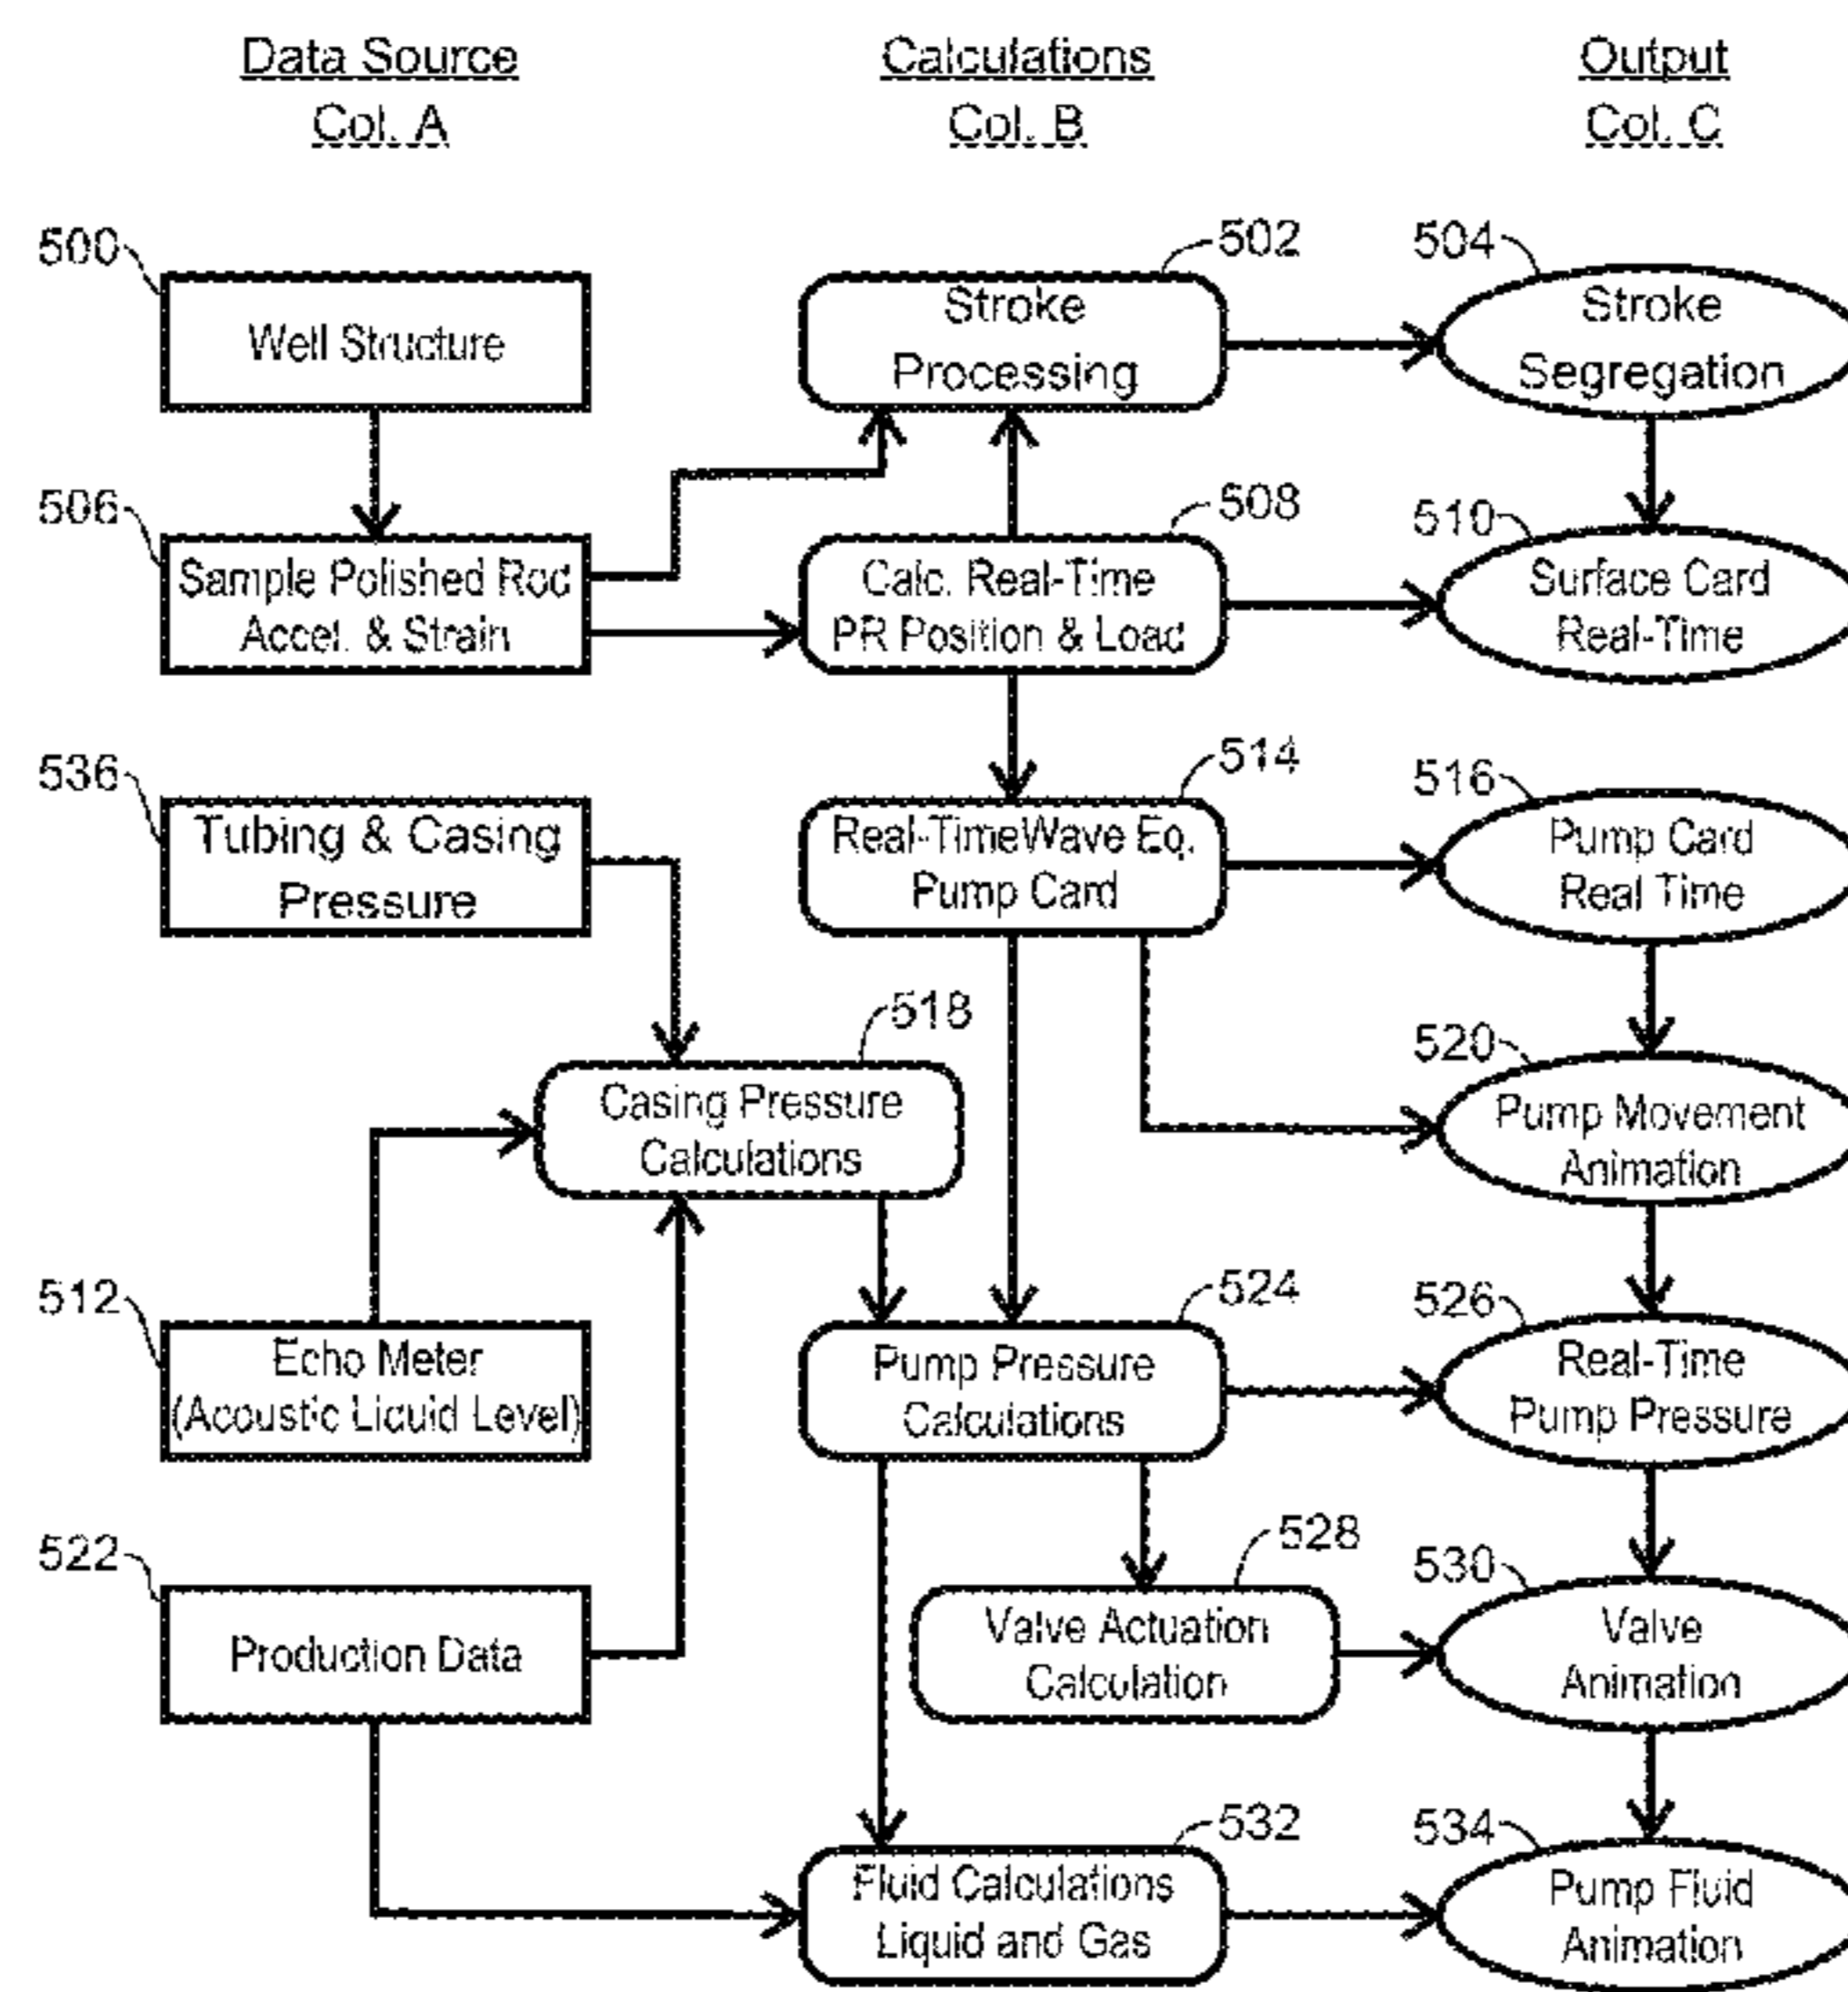 Data Source
Col. A
Calculations
Col. B
Output
Col. C
500
Well Structure
502
Stroke
Processing
504
Stroke
Segregation
506
Sample Polished Rod
Accel. & Strain
508
Calc. Real-Time
PR Position & Load
510
Surface Card
Real-Time
536
Tubing & Casing
Pressure
514
Real-TimeWave Eq.
Pump Card
516
Pump Card
Real Time
518
Casing Pressure
Calculations
520
Pump Movement
Animation
512
Echo Meter
(Acoustic Liquid Level)
524
Pump Pressure
Calculations
526
Real-Time
Pump Pressure
522
Production Data
528
Valve Actuation
Calculation
530
Valve
Animation
532
Fluid Calculations
Liquid and Gas
534
Pump Fluid
Animation